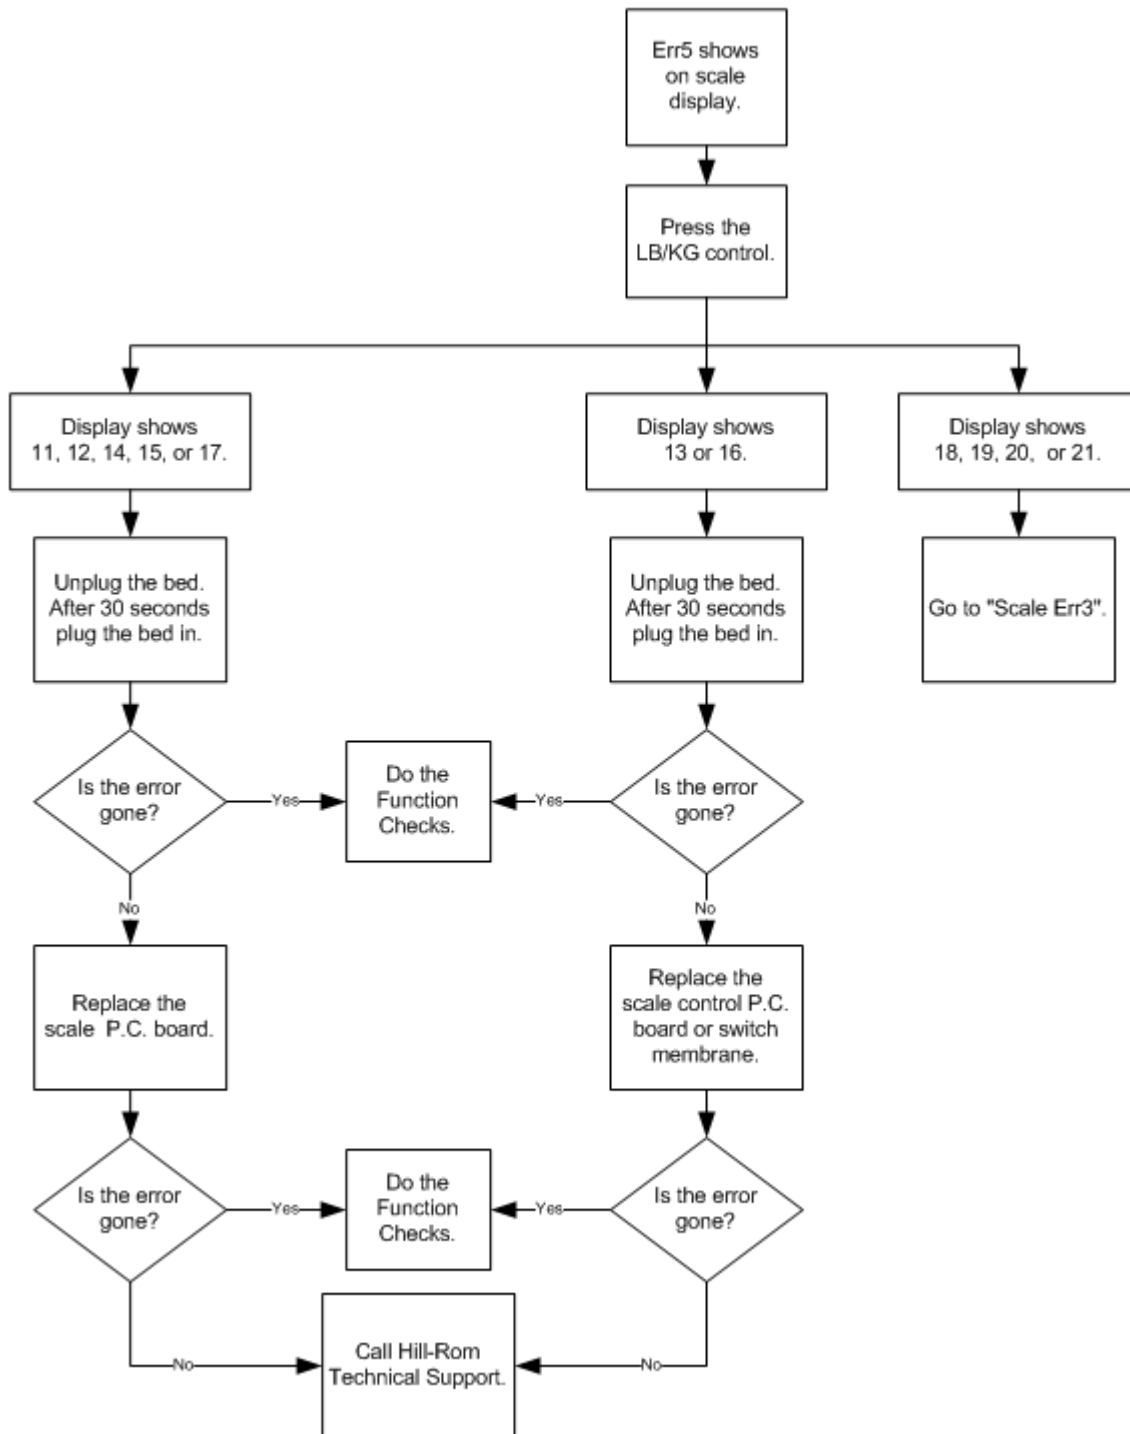 Err5 shows
on scale
display.
Press the
LB/KG control.
Display shows
11, 12, 14, 15, or 17.
Display shows
13 or 16.
Display shows
18, 19, 20,  or 21.
Unplug the bed.
After 30 seconds
plug the bed in.
Unplug the bed.
After 30 seconds
plug the bed in.
Go to "Scale Err3".
Is the error
gone?
Yes
Do the
Function
Checks.
Yes
Is the error
gone?
No
No
Replace the
scale  P.C. board.
Replace the
scale control P.C.
board or switch
membrane.
Is the error
gone?
Yes
Do the
Function
Checks.
Yes
Is the error
gone?
No
Call Hill-Rom
Technical Support.
No